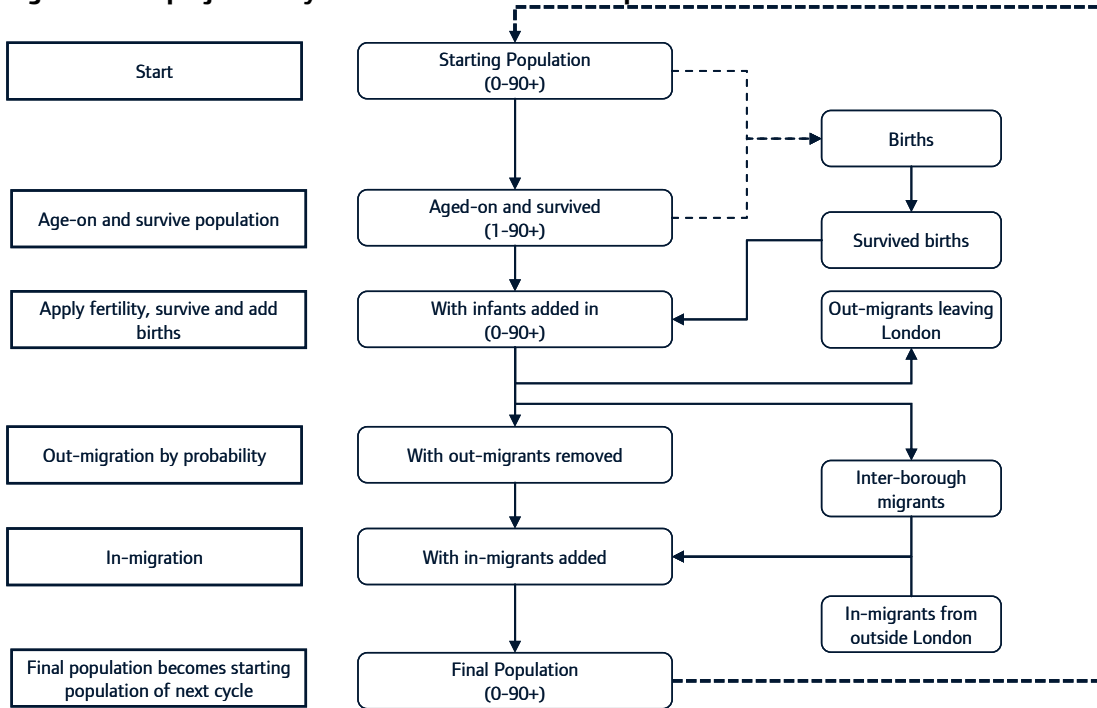 Start
Starting Population
(0-90+)
Births
Age-on and survive population
Aged-on and survived
(1-90+)
Survived births
Apply fertility, survive and add
births
With infants added in
(0-90+)
Out-migrants leaving
London
Out-migration by probability
With out-migrants removed
Inter-borough
migrants
In-migration
With in-migrants added
In-migrants from
outside London
Final population becomes starting
population of next cycle
Final Population
(0-90+)